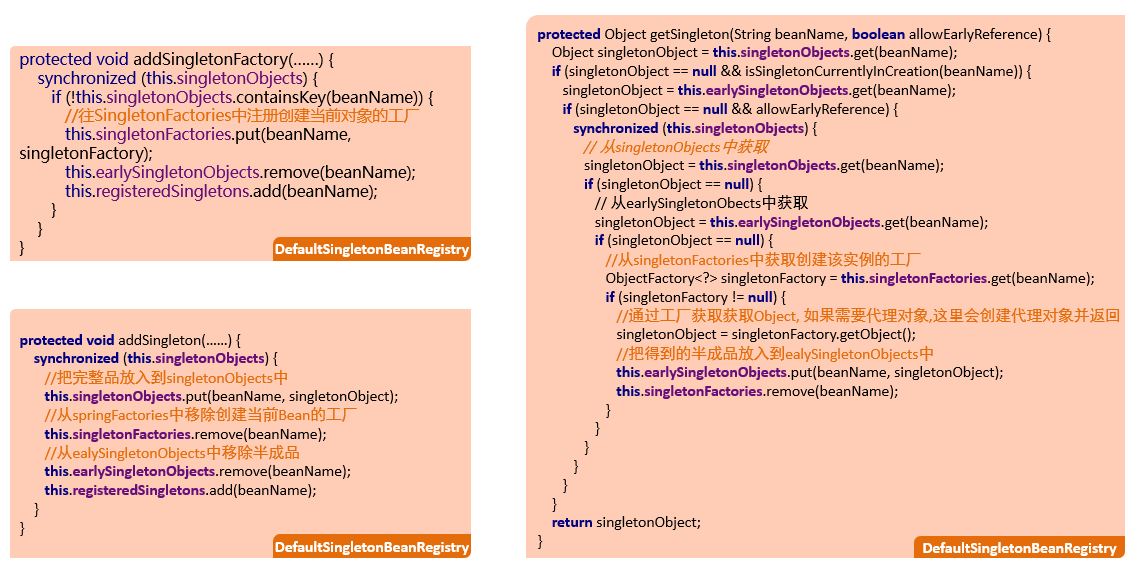 protected void addSingletonFactory(......) {
synchronized (this.singletonObjects) {
if (!this.singletonObjects.containsKey(beanName)) {
//往SingletonFactories中注册创建当前对象的工厂
this.singletonFactories.put(beanName,
singletonFactory);
this.earlySingletonObjects.remove(beanName);
this.registeredSingletons.add(beanName);
}
}
}
DefaultSingletonBeanRegistry
protected void addSingleton(......) {
synchronized (this.singletonObjects) {
//把完整品放入到singletonObjects中
this.singletonObjects.put(beanName, singletonObject);
//从springFactories中移除创建当前Bean的工厂
this.singletonFactories.remove(beanName);
//从ealySingletonObjects中移除半成品
this.earlySingletonObjects.remove(beanName);
this.registeredSingletons.add(beanName);
}
}
DefaultSingletonBeanRegistry
protected Object getSingleton(String beanName, boolean allowEarlyReference) {
Object singletonObject = this.singletonObjects.get(beanName);
if (singletonObject == null && isSingletonCurrentlyInCreation(beanName)) {
singletonObject = this.earlySingletonObjects.get(beanName);
if (singletonObject == null && allowEarlyReference) {
synchronized (this.singletonObjects) {
// 从singletonObjects中获取
singletonObject = this.singletonObjects.get(beanName);
if (singletonObject == null) {
// 从earlySingletonObects中获取
singletonObject = this.earlySingletonObjects.get(beanName);
if (singletonObject == null) {
//从singletonFactories中获取创建该实例的工厂
ObjectFactory<?> singletonFactory = this.singletonFactories.get(beanName);
if (singletonFactory != null) {
//通过工厂获取获取Object, 如果需要代理对象,这里会创建代理对象并返回
singletonObject = singletonFactory.getObject();
//把得到的半成品放入到ealySingletonObjects中
this.earlySingletonObjects.put(beanName, singletonObject);
this.singletonFactories.remove(beanName);
}
}
}
}
}
}
return singletonObject;
}
DefaultSingletonBeanRegistry